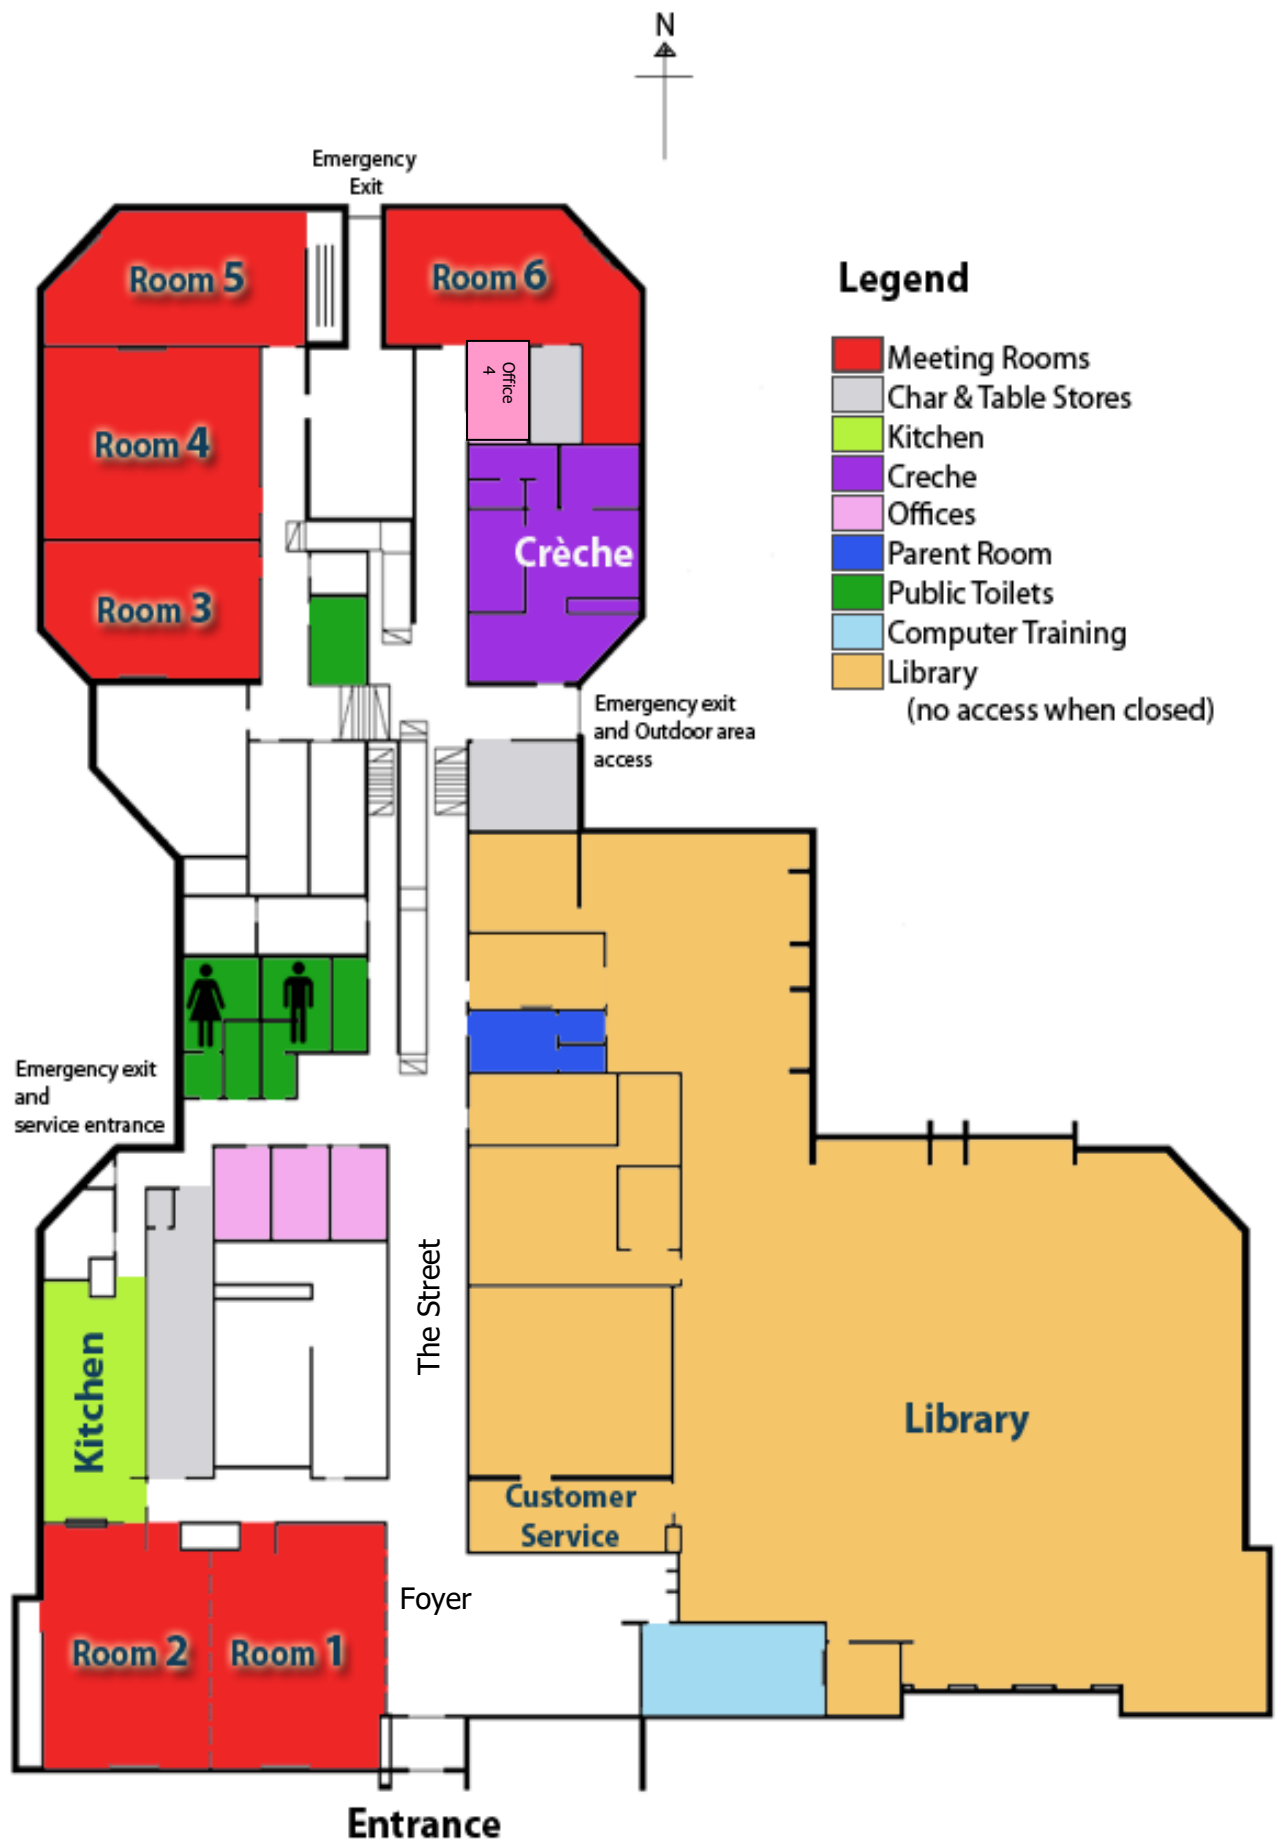 N
Emergency
Exit
Room 5
Room 6
Office
4
Room 4
Crèche
Room 3
Legend
Meeting Rooms
Char & Table Stores
Kitchen
Creche
Offices
Parent Room
Public Toilets
Computer Training
Library
(no access when closed)
Emergency exit
and Outdoor area
access
Emergency exit
and
service entrance
The Street
Kitchen
Library
Customer
Service
Foyer
Room 2
Room 1
Entrance